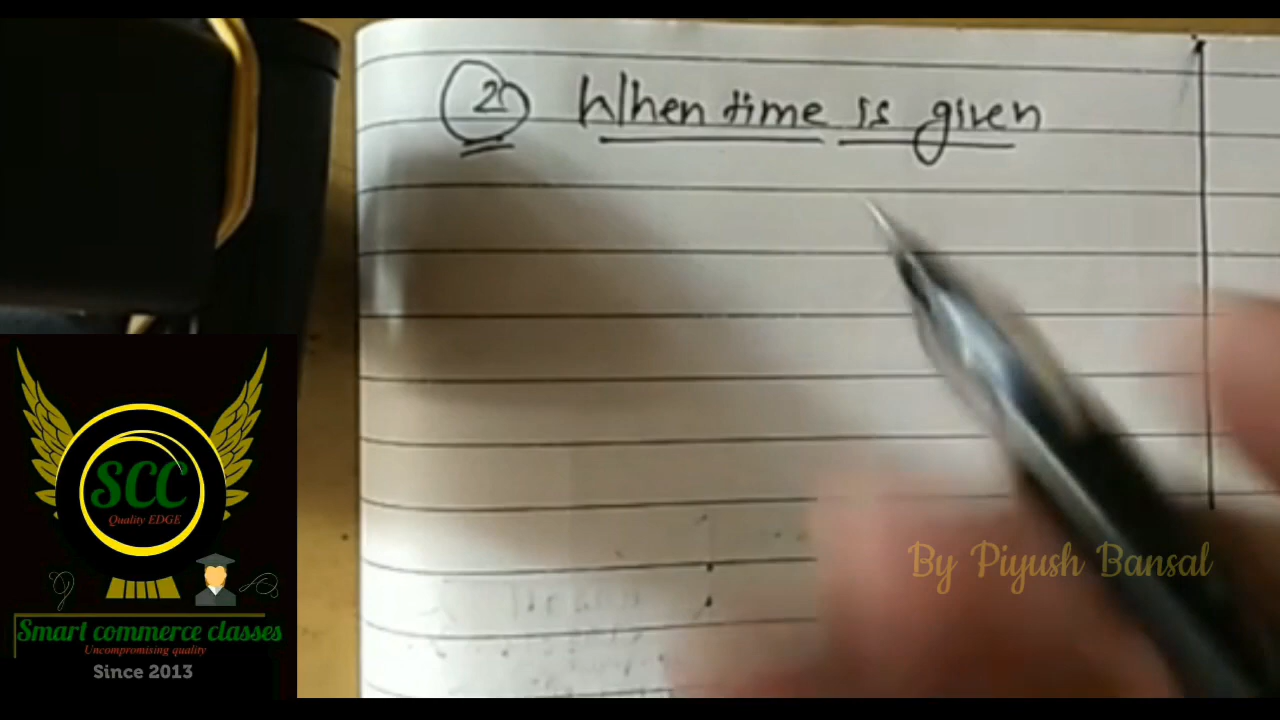 2 When time is given
SCC
Quality EDGE
Smart commerce classes
Uncompromising quality
Since 2013
By Piyush Bansal